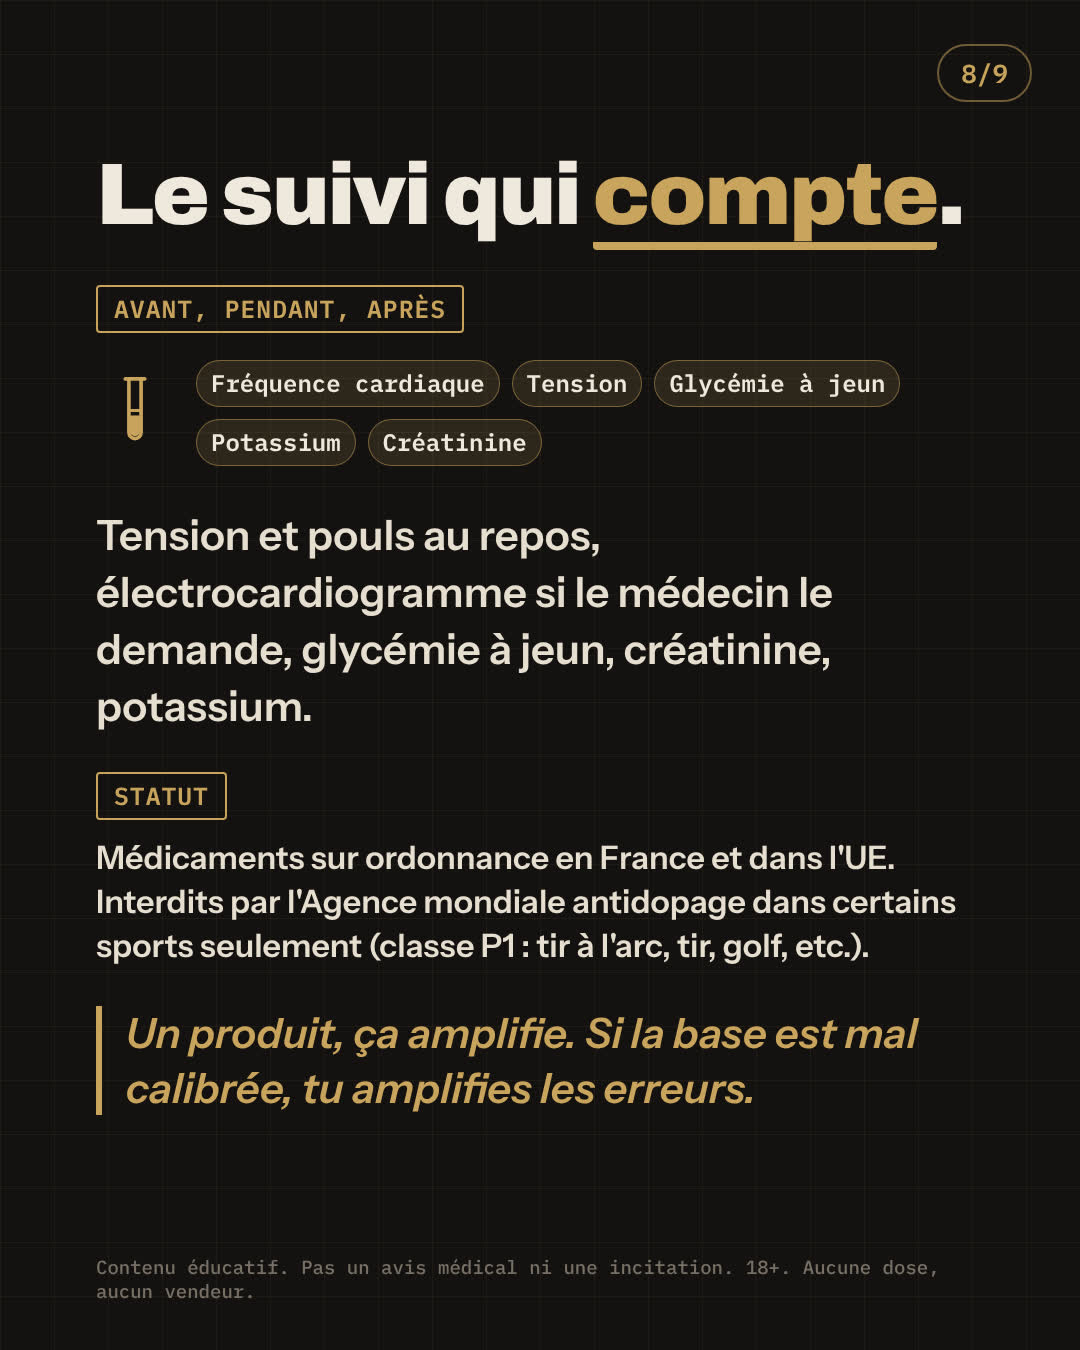 8/9
Le suivi qui compte.
AVANT, PENDANT, APRÈS
Fréquence cardiaque Tension Glycémie à jeun
Potassium Créatinine
Tension et pouls au repos,
électrocardiogramme si le médecin le
demande, glycémie à jeun, créatinine,
potassium.
STATUT
Médicaments sur ordonnance en France et dans l'UE.
Interdits par l'Agence mondiale antidopage dans certains
sports seulement (classe P1 : tir à l'arc, tir, golf, etc.).
Un produit, ça amplifie. Si la base est mal
calibrée, tu amplifies les erreurs.
Contenu éducatif. Pas un avis médical ni une incitation. 18+. Aucune dose,
aucun vendeur.